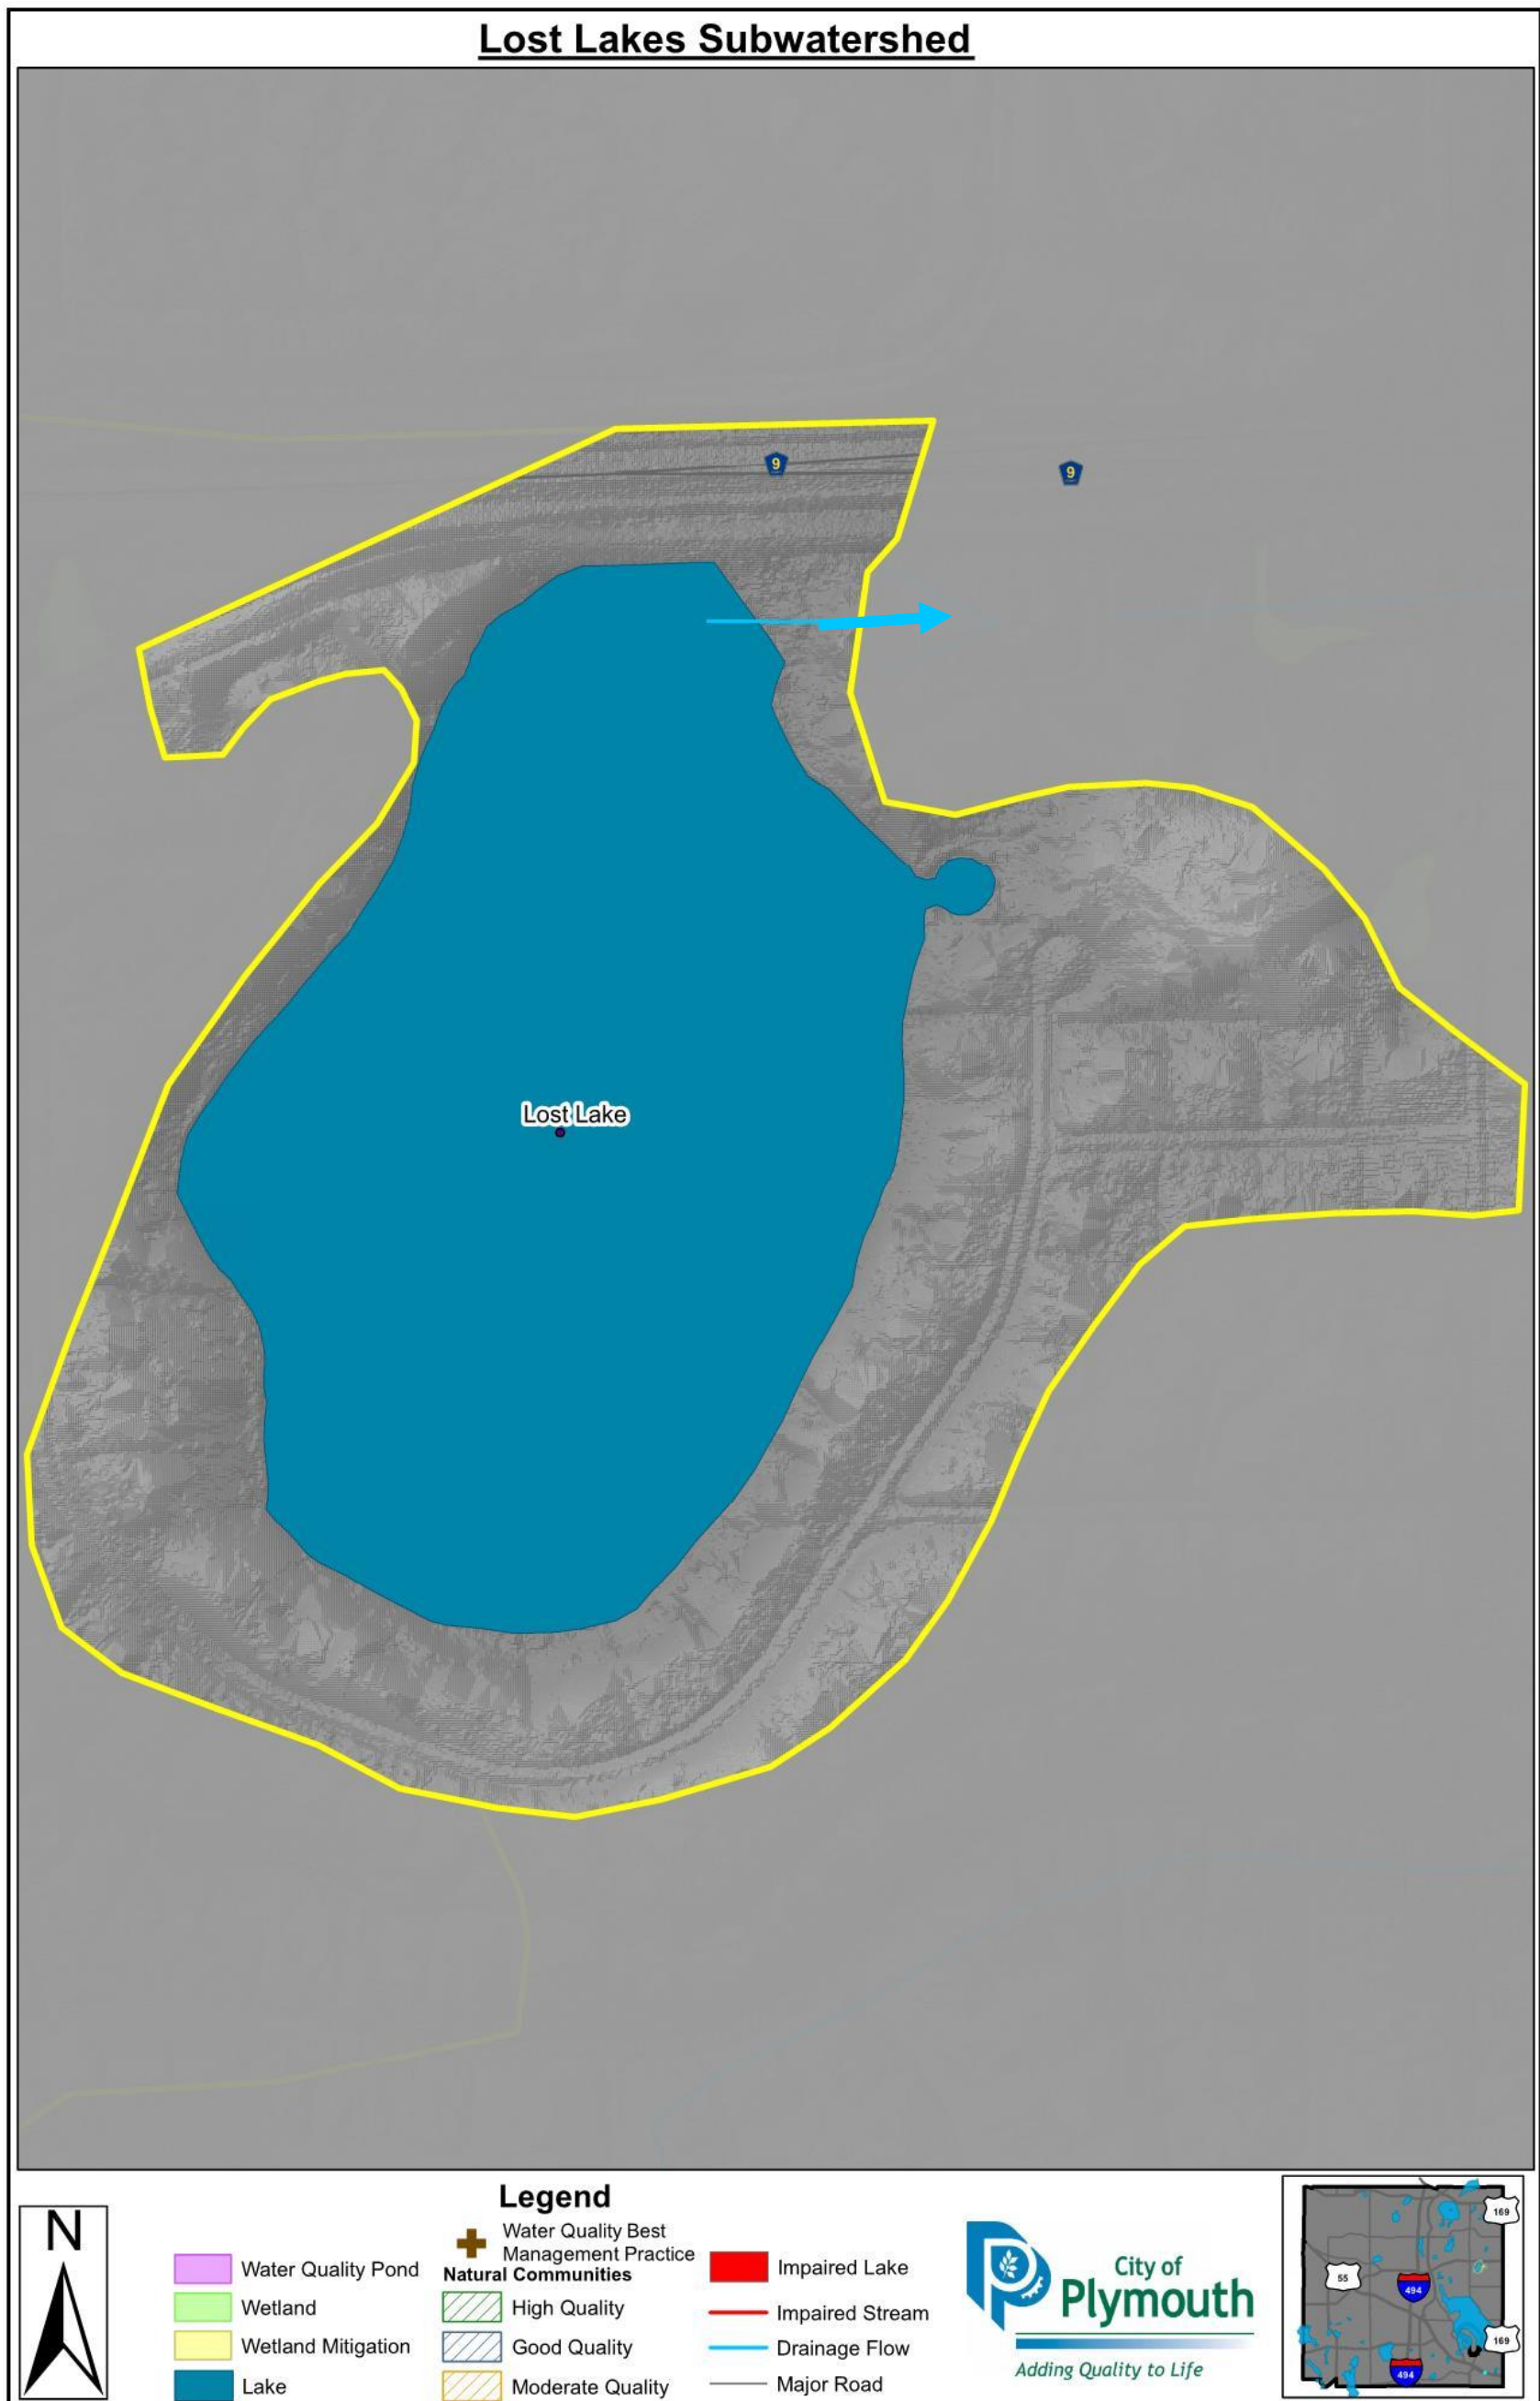 Lost Lakes Subwatershed
9
9
Lost Lake
N
Legend
Water Quality Pond
Wetland
Wetland Mitigation
Lake
Water Quality Best
Management Practice
Natural Communities
High Quality
Good Quality
Moderate Quality
Impaired Lake
Impaired Stream
Drainage Flow
Major Road
City of
Plymouth
Adding Quality to Life
169
55
494
169
494